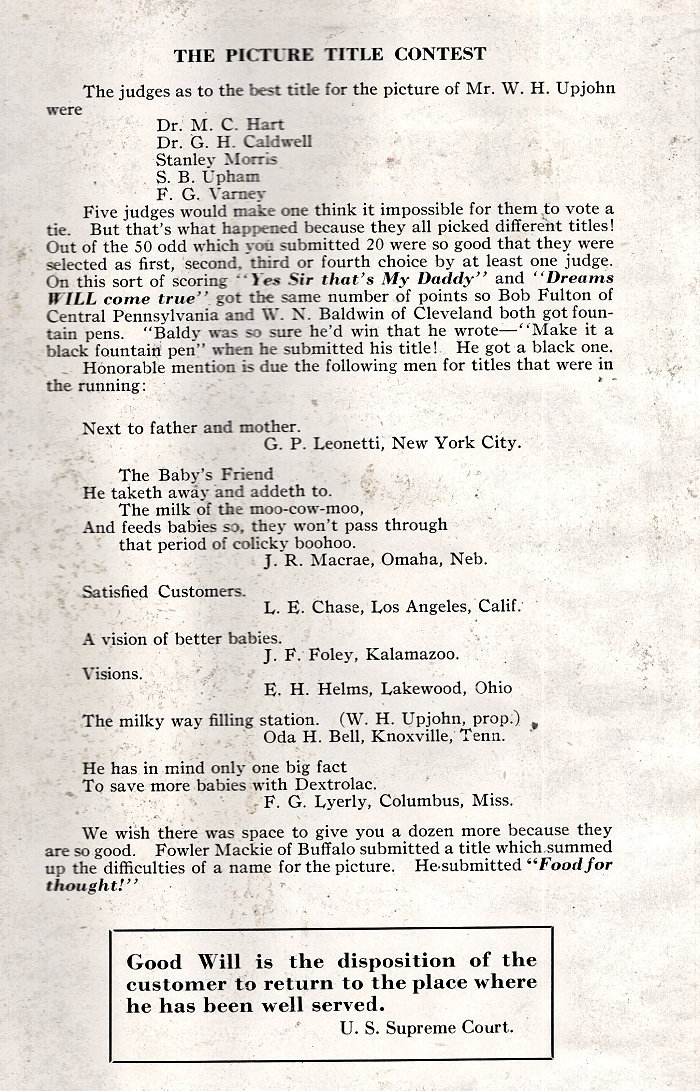 THE PICTURE TITLE CONTEST
The judges as to the best title for the picture of Mr. W. H. Upjohn
were
Dr. M. C. Hart
Dr. G. H. Caldwell
Stanley Morris
S. B. Upham
F. G. Varney
Five judges would make one think it impossible for them to vote a
tie. But that's what happened because they all picked different titles!
Out of the 50 odd which you submitted 20 were so good that they were
selected as first, second, third or fourth choice by at least one judge.
On this sort of scoring "Yes Sir that's My Daddy" and "Dreams
WILL come true" got the same number of points so Bob Fulton of
Central Pennsylvania and W. N. Baldwin of Cleveland both got foun-
tain pens. "Baldy was so sure he'd win that he wrote—"Make it a
black fountain pen" when he submitted his title! He got a black one.
Honorable mention is due the following men for titles that were in
the running:
Next to father and mother.
G. P. Leonetti, New York City.
The Baby's Friend
He taketh away and addeth to.
The milk of the moo-cow-moo,
And feeds babies so, they won't pass through
that period of colicky boohoo.
J. R. Macrae, Omaha, Neb.
Satisfied Customers.
L. E. Chase, Los Angeles, Calif.
A vision of better babies.
J. F. Foley, Kalamazoo.
Visions.
E. H. Helms, Lakewood, Ohio
The milky way filling station. (W. H. Upjohn, prop.)
Oda H. Bell, Knoxville, Tenn.
He has in mind only one big fact
To save more babies with Dextrolac.
F. G. Lyerly, Columbus, Miss.
We wish there was space to give you a dozen more because they
are so good. Fowler Mackie of Buffalo submitted a title which summed
up the difficulties of a name for the picture. He submitted "Food for
thought!"
Good Will is the disposition of the
customer to return to the place where
he has been well served.
U. S. Supreme Court.